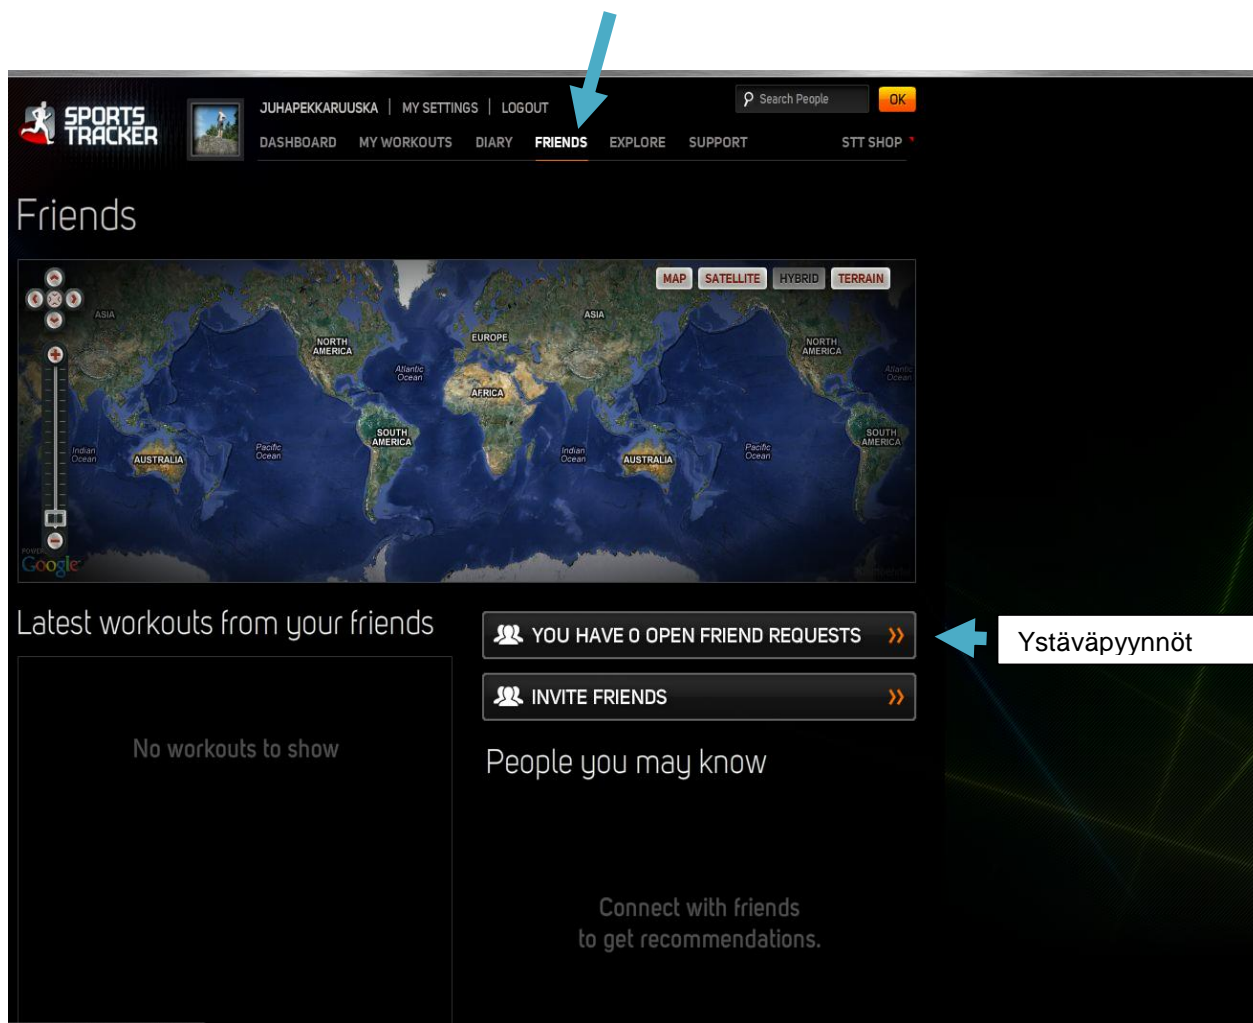 SPORTS
TRACKER
JUHAPEKKARUUSKA | MY SETTINGS | LOGOUT
Search People
OK
DASHBOARD MY WORKOUTS DIARY FRIENDS EXPLORE SUPPORT STT SHOP
Friends
MAP SATELLITE HYBRID TERRAIN
ASIA
NORTH
AMERICA
Atlantic
Ocean
EUROPE
ASIA
NORTH
AMERICA
Atlantic
Ocean
AFRICA
SOUTH
AMERICA
SOUTH
AMERICA
Indian
Ocean
AUSTRALIA
Pacific
Ocean
Indian
Ocean
AUSTRALIA
Pacific
Ocean
Google
Latest workouts from your friends
YOU HAVE 0 OPEN FRIEND REQUESTS
Ystäväpyynnöt
INVITE FRIENDS
No workouts to show
People you may know
Connect with friends
to get recommendations.